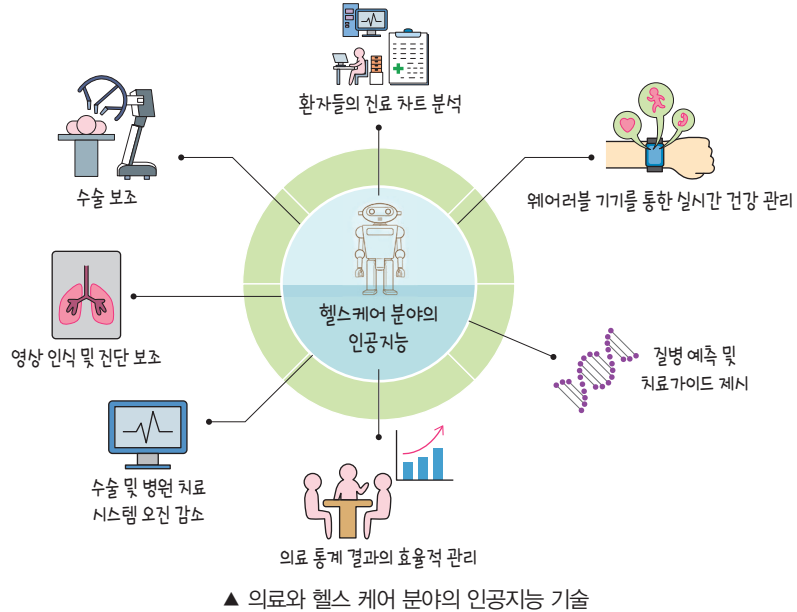 환자들의 진료 차트 분석
수술 보조
웨어러블 기기를 통한 실시간 건강 관리
헬스케어 분야의
인공지능
영상 인식 및 진단 보조
질병 예측 및
치료가이드 제시
수술 및 병원 치료
시스템 오진 감소
의료 통계 결과의 효율적 관리
▲ 의료와 헬스 케어 분야의 인공지능 기술